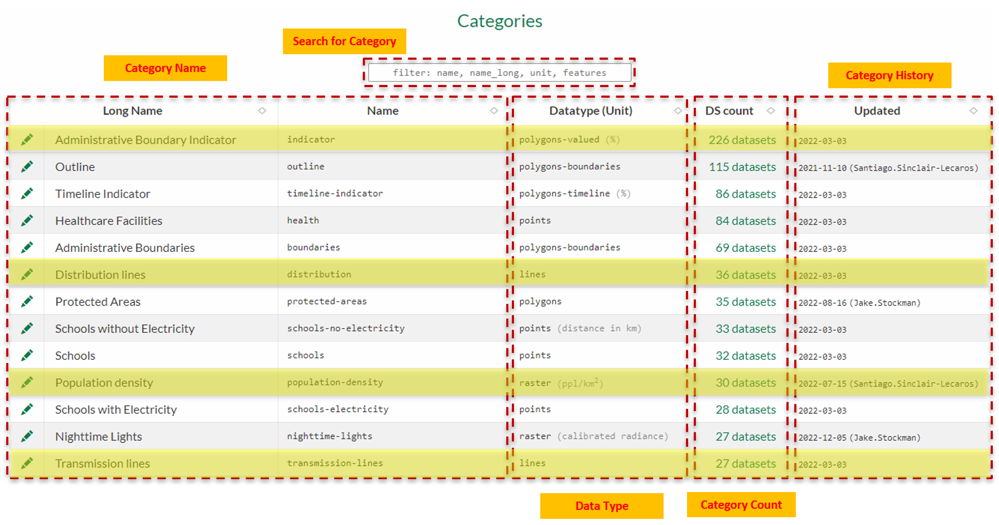 Categories
Search for Category
Category Name
filter: name, name_long, unit, features
Category History
Long Name Name Datatype (Unit) DS count Updated
Administrative Boundary Indicator indicator polygons-valued (%) 226 datasets 2022-03-03
Outline outline polygons-boundaries 115 datasets 2021-11-10 (Santiago.Sinclair-Lecaros)
Timeline Indicator timeline-indicator polygons-timeline (%) 86 datasets 2022-03-03
Healthcare Facilities health points 84 datasets 2022-03-03
Administrative Boundaries boundaries polygons-boundaries 69 datasets 2022-03-03
Distribution lines distribution lines 36 datasets 2022-03-03
Protected Areas protected-areas polygons 35 datasets 2022-08-16 (Jake.Stockman)
Schools without Electricity schools-no-electricity points (distance in km) 33 datasets 2022-03-03
Schools schools points 32 datasets 2022-03-03
Population density population-density raster (ppl/km²) 30 datasets 2022-07-15 (Santiago.Sinclair-Lecaros)
Schools with Electricity schools-electricity points 28 datasets 2022-03-03
Nighttime Lights nighttime-lights raster (calibrated radiance) 27 datasets 2022-12-05 (Jake.Stockman)
Transmission lines transmission-lines lines 27 datasets 2022-03-03
Data Type
Category Count